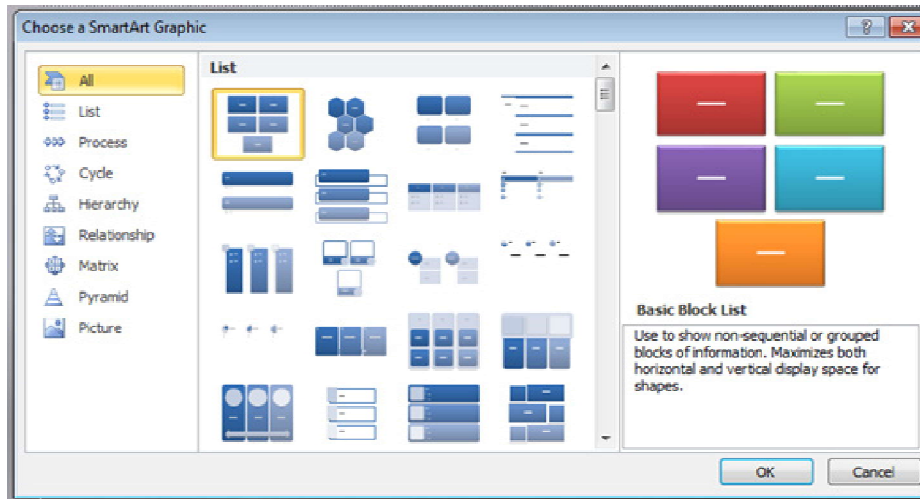 Choose a SmartArt Graphic
All
List
Process
Cycle
Hierarchy
Relationship
Matrix
Pyramid
Picture
List
Basic Block List
Use to show non-sequential or grouped
blocks of information. Maximizes both
horizontal and vertical display space for
shapes.
OK
Cancel